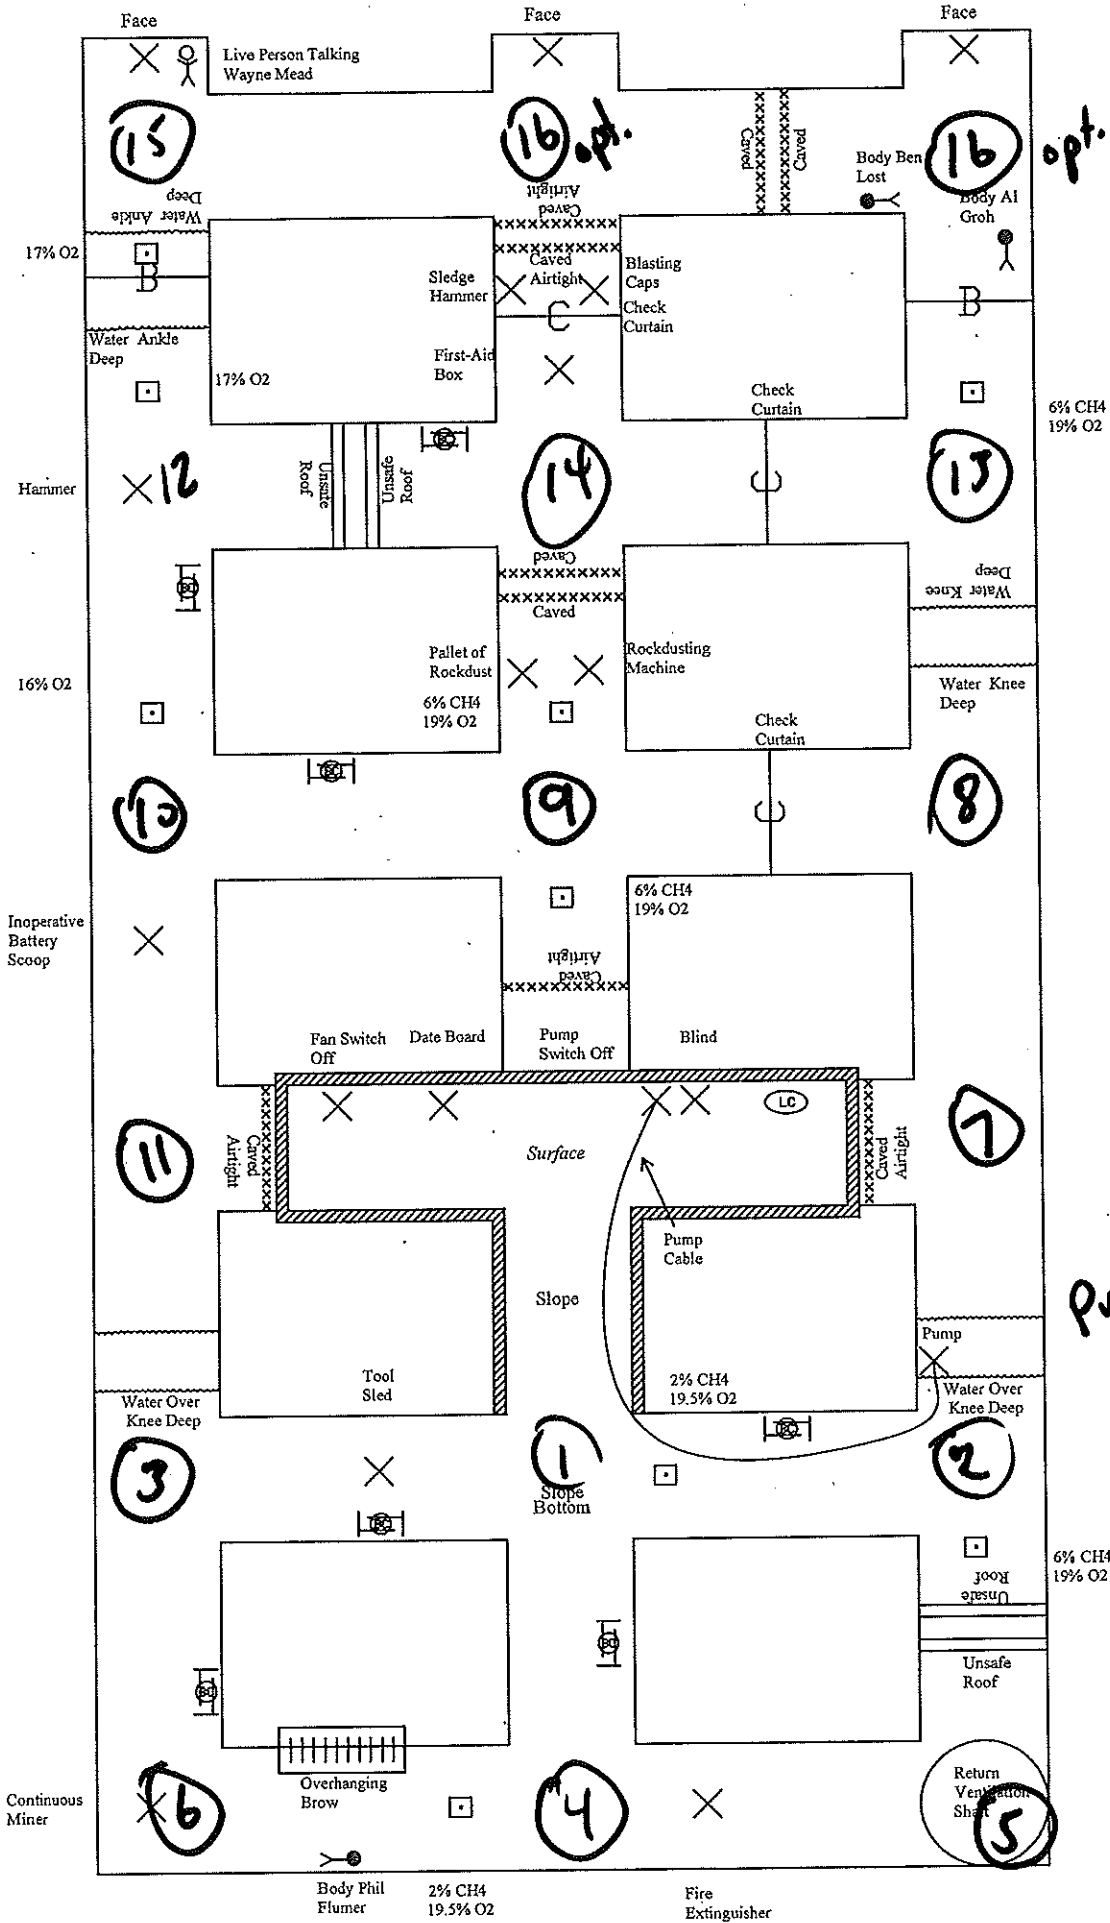 Face
Face
Face
Live Person Talking
Wayne Mead
15
16 opt.
16 opt.
Caved
Caved
Body Ben
Lost
Body Al
Groh
Water Ankle
Deep
17% O2
B
Caved
Airtight
Caved
Airtight
Sledge
Hammer
Blasting
Caps
C
Check
Curtain
B
Water Ankle
Deep
First-Aid
Box
17% O2
Check
Curtain
6% CH4
19% O2
Hammer
12
Unsafe
Roof
Unsafe
Roof
14
C
13
Caved
Caved
Water Knee
Deep
Pallet of
Rockdust
Rockdusting
Machine
16% O2
6% CH4
19% O2
Water Knee
Deep
Check
Curtain
10
9
C
8
6% CH4
19% O2
Inoperative
Battery
Scoop
Caved
Airtight
Fan Switch
Off
Date Board
Pump
Switch Off
Blind
LC
11
Caved
Airtight
Surface
Caved
Airtight
7
Pump
Cable
Slope
Pu
Pump
Tool
Sled
2% CH4
19.5% O2
Water Over
Knee Deep
Water Over
Knee Deep
3
1
2
Slope
Bottom
6% CH4
19% O2
Unsafe
Roof
Unsafe
Roof
Overhanging
Brow
Return
Ventilation
Shaft
Continuous
Miner
6
4
5
Body Phil
Flumer
2% CH4
19.5% O2
Fire
Extinguisher